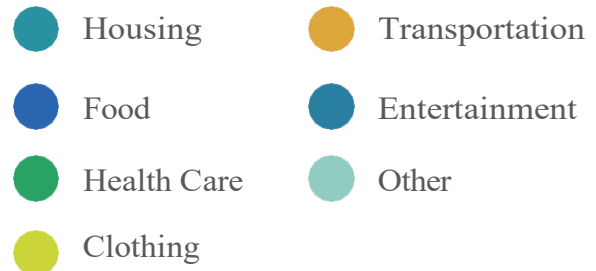 Housing
Transportation
Food
Entertainment
Health Care
Other
Clothing